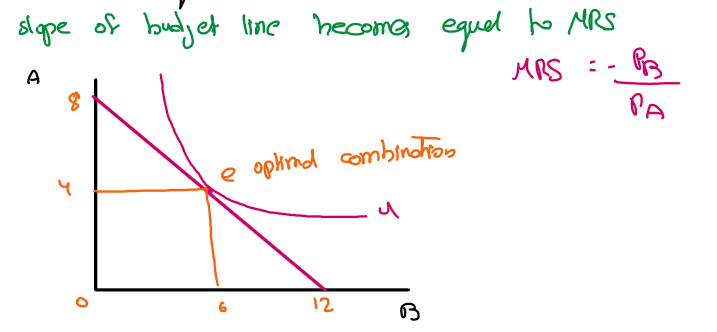 slope of budget line becomes equal to MRS
MRS = - PB
PA
A
8
e optimal combination
4
U
0
6
12
B